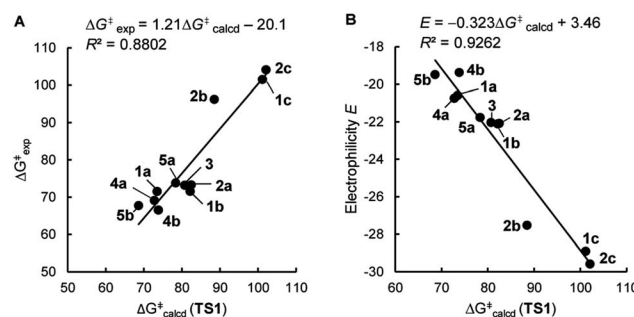 A
ΔG‡exp = 1.21ΔG‡calcd – 20.1
R² = 0.8802
ΔG‡exp
110
100
90
80
70
60
50
2c
1c
2b
5a
3
1a
4a
2a
5b
4b
1b
50 60 70 80 90 100 110
ΔG‡calcd (TS1)
B
E = –0.323ΔG‡calcd + 3.46
R² = 0.9262
Electrophilicity E
-14
-16
-18
-20
-22
-24
-26
-28
-30
4b
5b
1a
4a
3
2a
5a
1b
2b
1c
2c
60 70 80 90 100 110
ΔG‡calcd (TS1)